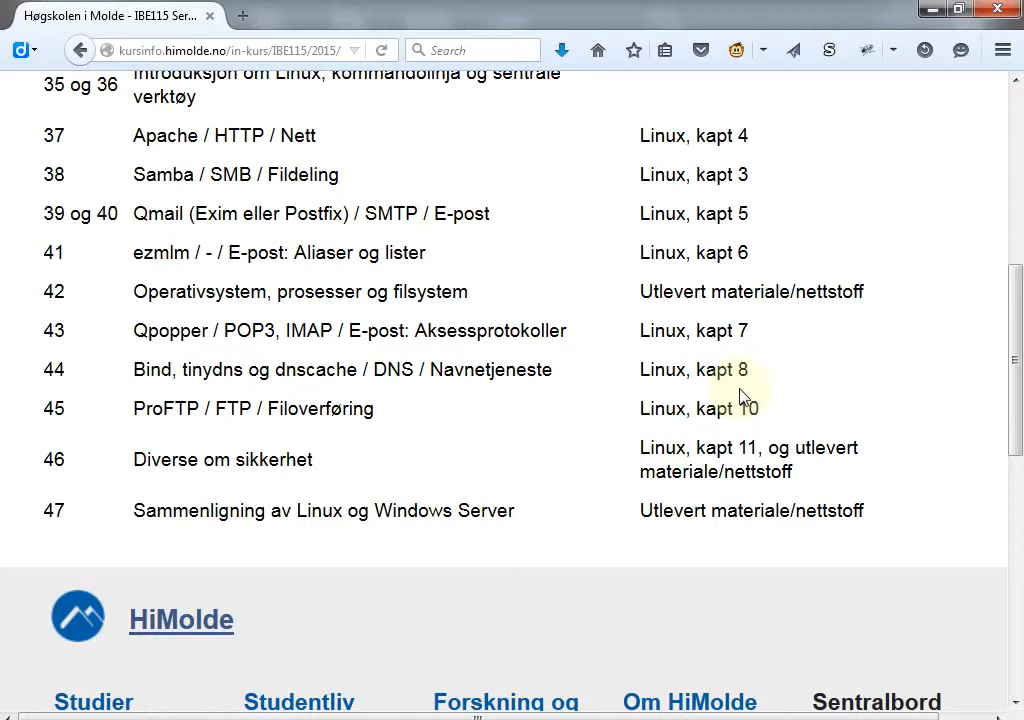 Høgskolen i Molde - IBE115 Ser...
kursinfo.himolde.no/in-kurs/IBE115/2015/
Search
Introduksjon om Linux, kommandolinja og sentrale
35 og 36
verktøy
37 Apache / HTTP / Nett Linux, kapt 4
38 Samba / SMB / Fildeling Linux, kapt 3
39 og 40 Qmail (Exim eller Postfix) / SMTP / E-post Linux, kapt 5
41 ezmlm / - / E-post: Aliaser og lister Linux, kapt 6
42 Operativsystem, prosesser og filsystem Utlevert materiale/nettstoff
43 Qpopper / POP3, IMAP / E-post: Aksessprotokoller Linux, kapt 7
44 Bind, tinydns og dnscache / DNS / Navnetjeneste Linux, kapt 8
45 ProFTP / FTP / Filoverføring Linux, kapt 10
46 Diverse om sikkerhet Linux, kapt 11, og utlevert
materiale/nettstoff
47 Sammenligning av Linux og Windows Server Utlevert materiale/nettstoff
HiMolde
Studier Studentliv Forskning og Om HiMolde Sentralbord